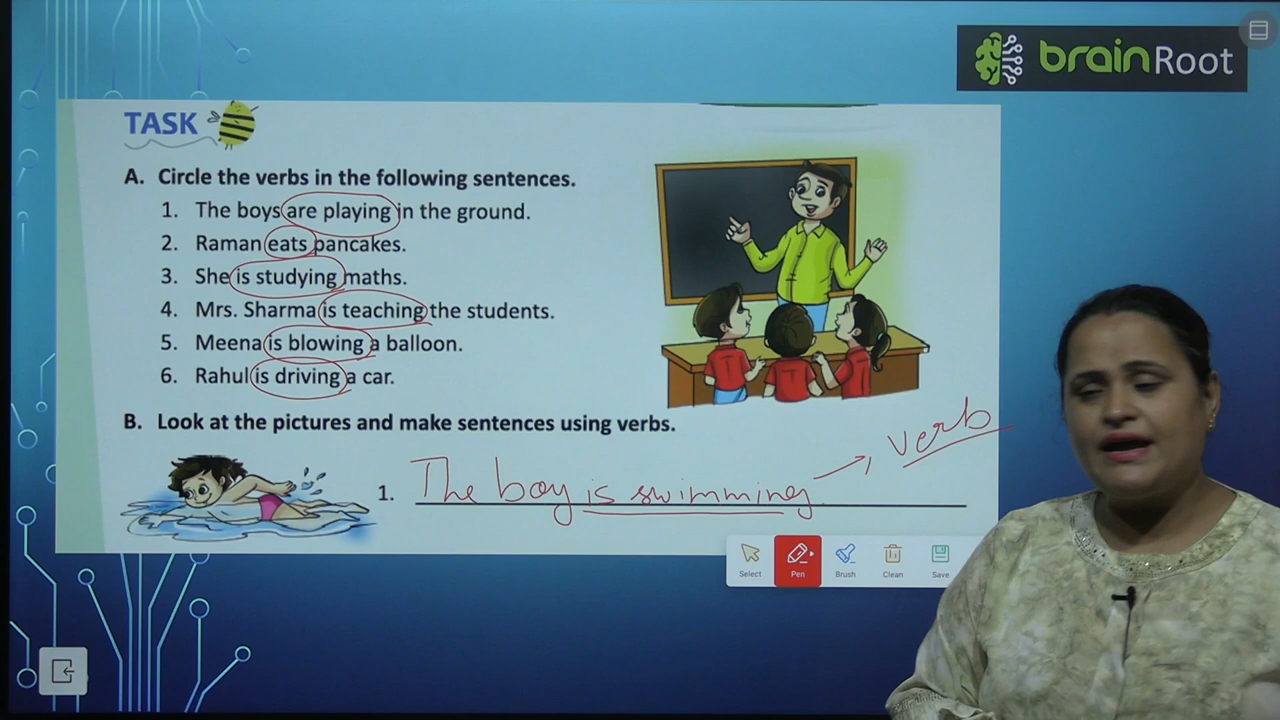 brainRoot
TASK
A. Circle the verbs in the following sentences.
1. The boys are playing in the ground.
2. Raman eats pancakes.
3. She is studying maths.
4. Mrs. Sharma is teaching the students.
5. Meena is blowing a balloon.
6. Rahul is driving a car.
B. Look at the pictures and make sentences using verbs.
verb
1. The boy is swimming
Select Pen Brush Clean Save